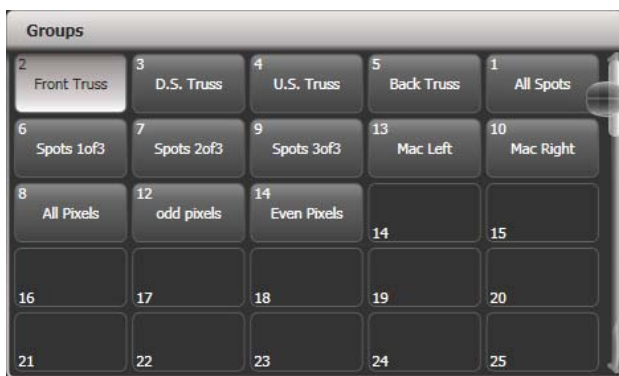 Groups
2 3 4 5 1
Front Truss D.S. Truss U.S. Truss Back Truss All Spots
6 7 9 13 10
Spots 1of3 Spots 2of3 Spots 3of3 Mac Left Mac Right
8 12 14
All Pixels odd pixels Even Pixels
14 15
16 17 18 19 20
21 22 23 24 25